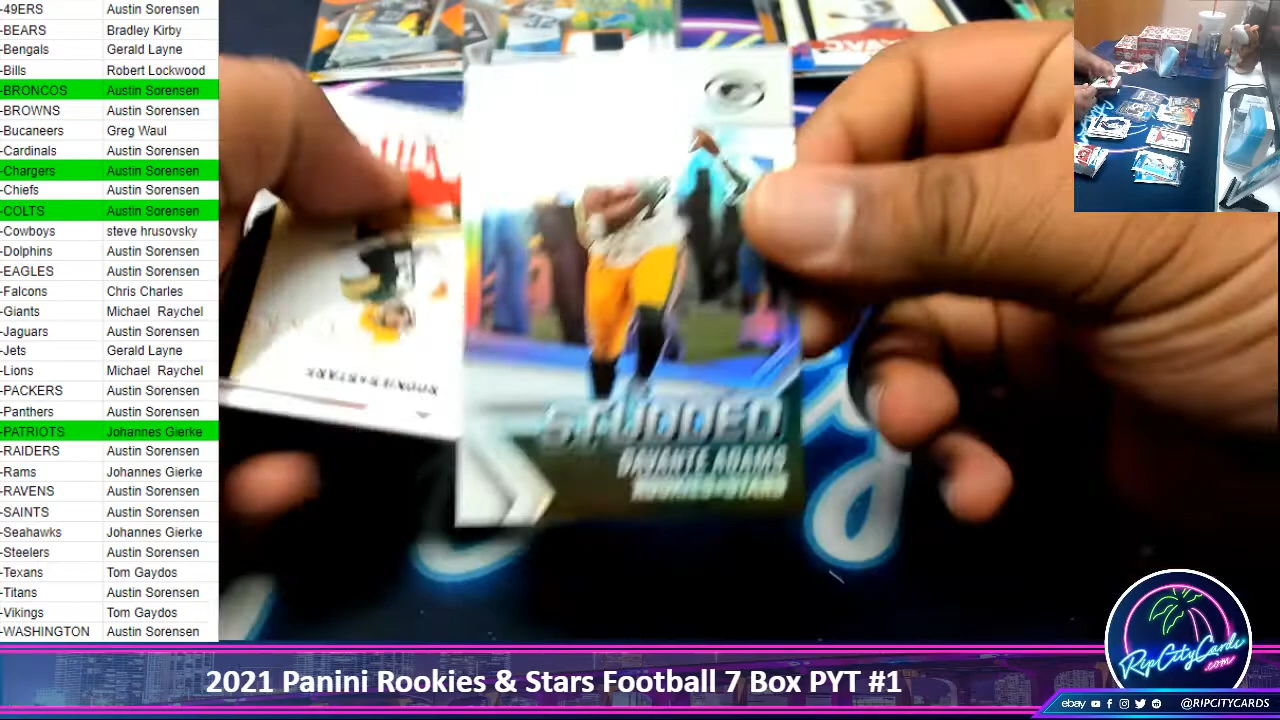 -49ERS Austin Sorensen
-BEARS Bradley Kirby
-Bengals Gerald Layne
-Bills Robert Lockwood
-BRONCOS Austin Sorensen
-BROWNS Austin Sorensen
-Bucaneers Greg Waul
-Cardinals Austin Sorensen
-Chargers Austin Sorensen
-Chiefs Austin Sorensen
-COLTS Austin Sorensen
-Cowboys steve hrusovsky
-Dolphins Austin Sorensen
-EAGLES Austin Sorensen
-Falcons Chris Charles
-Giants Michael Raychel
-Jaguars Austin Sorensen
-Jets Gerald Layne
-Lions Michael Raychel
-PACKERS Austin Sorensen
-Panthers Austin Sorensen
-PATRIOTS Johannes Gierke
-RAIDERS Austin Sorensen
-Rams Johannes Gierke
-RAVENS Austin Sorensen
-SAINTS Austin Sorensen
-Seahawks Johannes Gierke
-Steelers Austin Sorensen
-Texans Tom Gaydos
-Titans Austin Sorensen
-Vikings Tom Gaydos
-WASHINGTON Austin Sorensen
STUDDED
DAVANTE ADAMS
ROOKIES & STARS
RipCityCards
.com
2021 Panini Rookies & Stars Football 7 Box PYT #1
ebay @RIPCITYCARDS